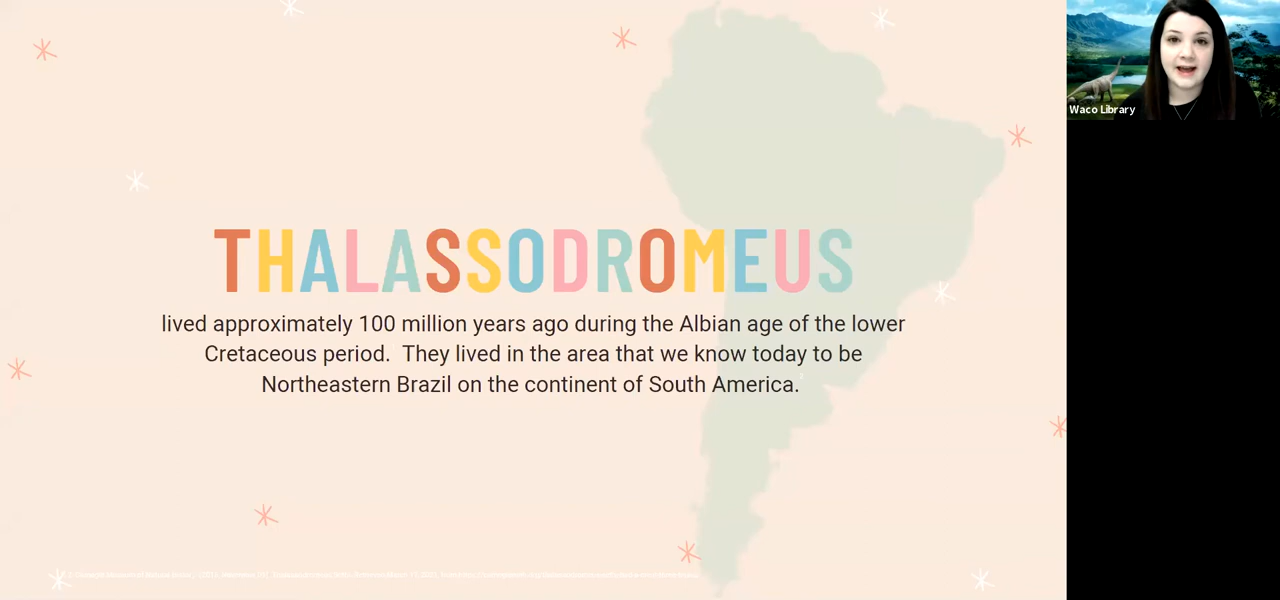 THALASSODROMEUS
lived approximately 100 million years ago during the Albian age of the lower
Cretaceous period.  They lived in the area that we know today to be
Northeastern Brazil on the continent of South America.
Waco Library